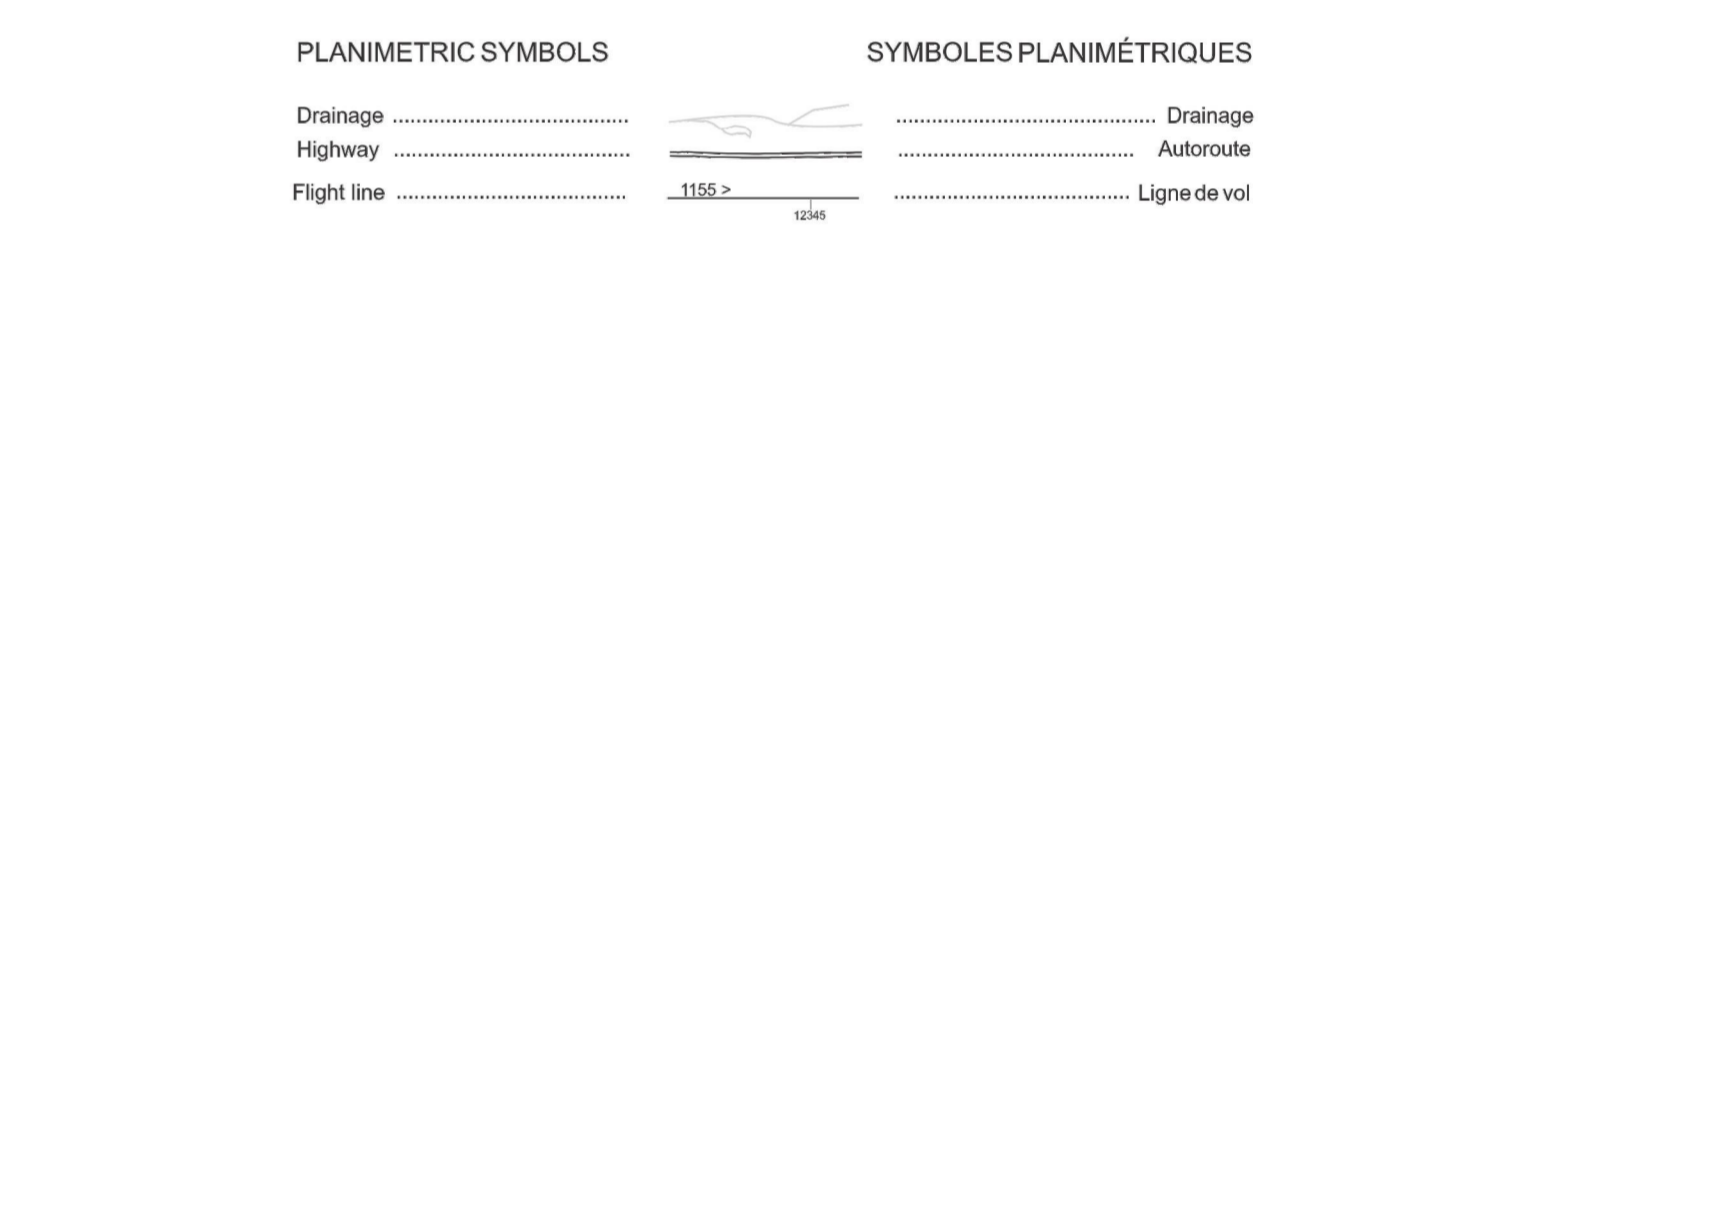 PLANIMETRIC SYMBOLS SYMBOLES PLANIMÉTRIQUES
Drainage ........................................ ............................................ Drainage
Highway ........................................ ........................................ Autoroute
Flight line ....................................... 1155 > ........................................ Ligne de vol
12345